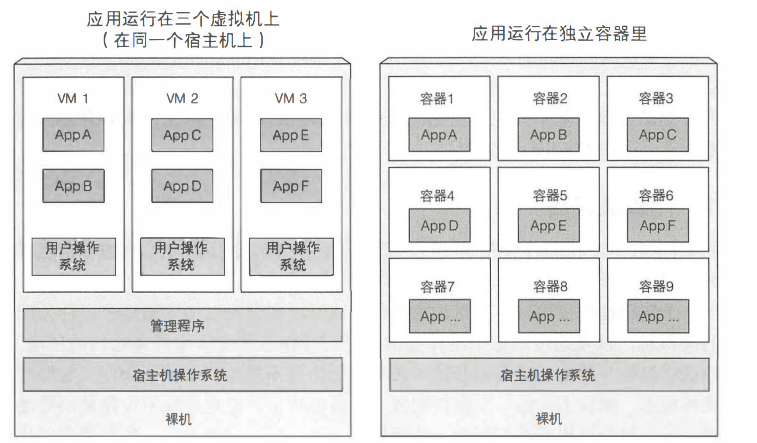 应用运行在三个虚拟机上
（在同一个宿主机上）
VM 1
VM 2
VM 3
App A
App C
App E
App B
App D
App F
用户操作
系统
用户操作
系统
用户操作
系统
管理程序
宿主机操作系统
裸机
应用运行在独立容器里
容器1
容器2
容器3
App A
App B
App C
容器4
容器5
容器6
App D
App E
App F
容器7
容器8
容器9
App ...
App ...
App ...
宿主机操作系统
裸机